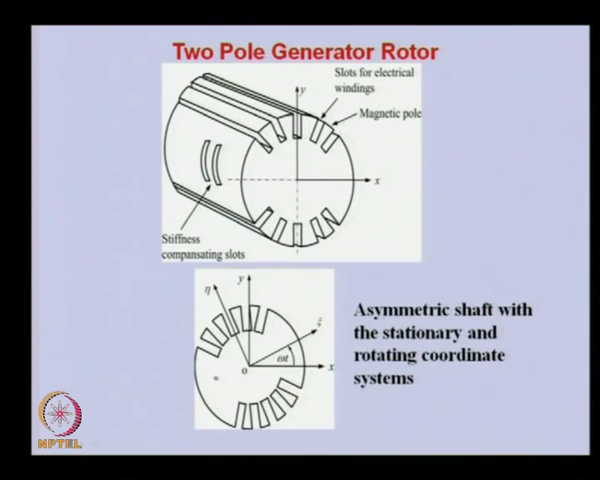 Two Pole Generator Rotor
Slots for electrical
windings
y
Magnetic pole
x
Stiffness
compansating slots
η
y
ξ
Asymmetric shaft with
the stationary and
rotating coordinate
systems
ωt
o
x
NPTEL